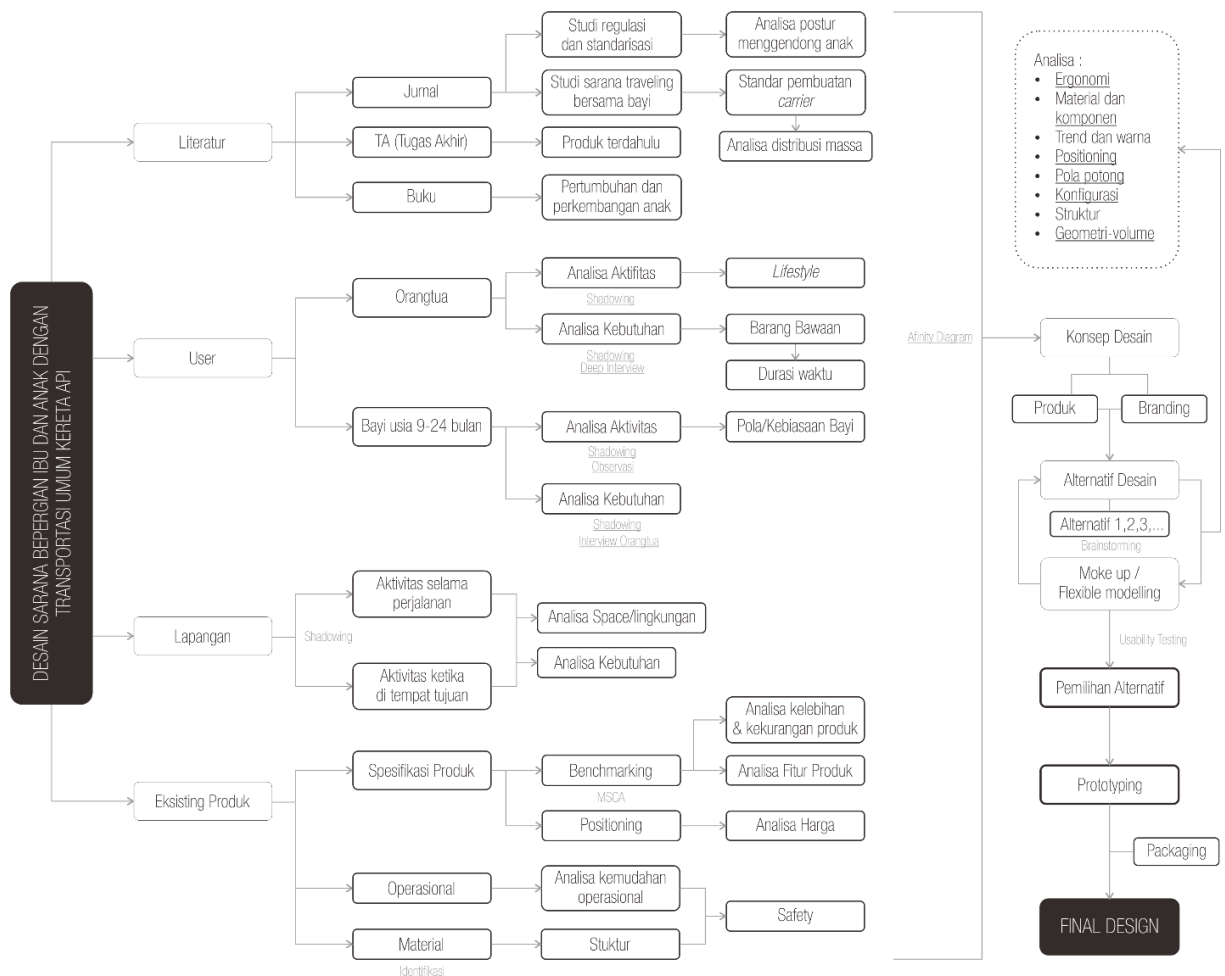 DESAIN SARANA BEPERGIAN IBU DAN ANAK DENGAN
TRANSPORTASI UMUM KERETA API
Literatur
Jurnal
Studi regulasi
dan standarisasi
Analisa postur
menggendong anak
Studi sarana traveling
bersama bayi
Standar pembuatan
carrier
Analisa distribusi massa
TA (Tugas Akhir)
Produk terdahulu
Buku
Pertumbuhan dan
perkembangan anak
User
Orangtua
Analisa Aktifitas
Shadowing
Lifestyle
Analisa Kebutuhan
Shadowing
Deep Interview
Barang Bawaan
Durasi waktu
Bayi usia 9-24 bulan
Analisa Aktivitas
Shadowing
Observasi
Pola/Kebiasaan Bayi
Analisa Kebutuhan
Shadowing
Interview Orangtua
Lapangan
Shadowing
Aktivitas selama
perjalanan
Aktivitas ketika
di tempat tujuan
Analisa Space/lingkungan
Analisa Kebutuhan
Eksisting Produk
Spesifikasi Produk
Benchmarking
MSCA
Analisa kelebihan
& kekurangan produk
Analisa Fitur Produk
Positioning
Analisa Harga
Operasional
Analisa kemudahan
operasional
Material
Identifikasi
Stuktur
Safety
Afinity Diagram
Analisa :
• Ergonomi
• Material dan
komponen
• Trend dan warna
• Positioning
• Pola potong
• Konfigurasi
• Struktur
• Geometri-volume
Konsep Desain
Produk
Branding
Alternatif Desain
Alternatif 1,2,3,...
Brainstorming
Moke up /
Flexible modelling
Usability Testing
Pemilihan Alternatif
Prototyping
Packaging
FINAL DESIGN